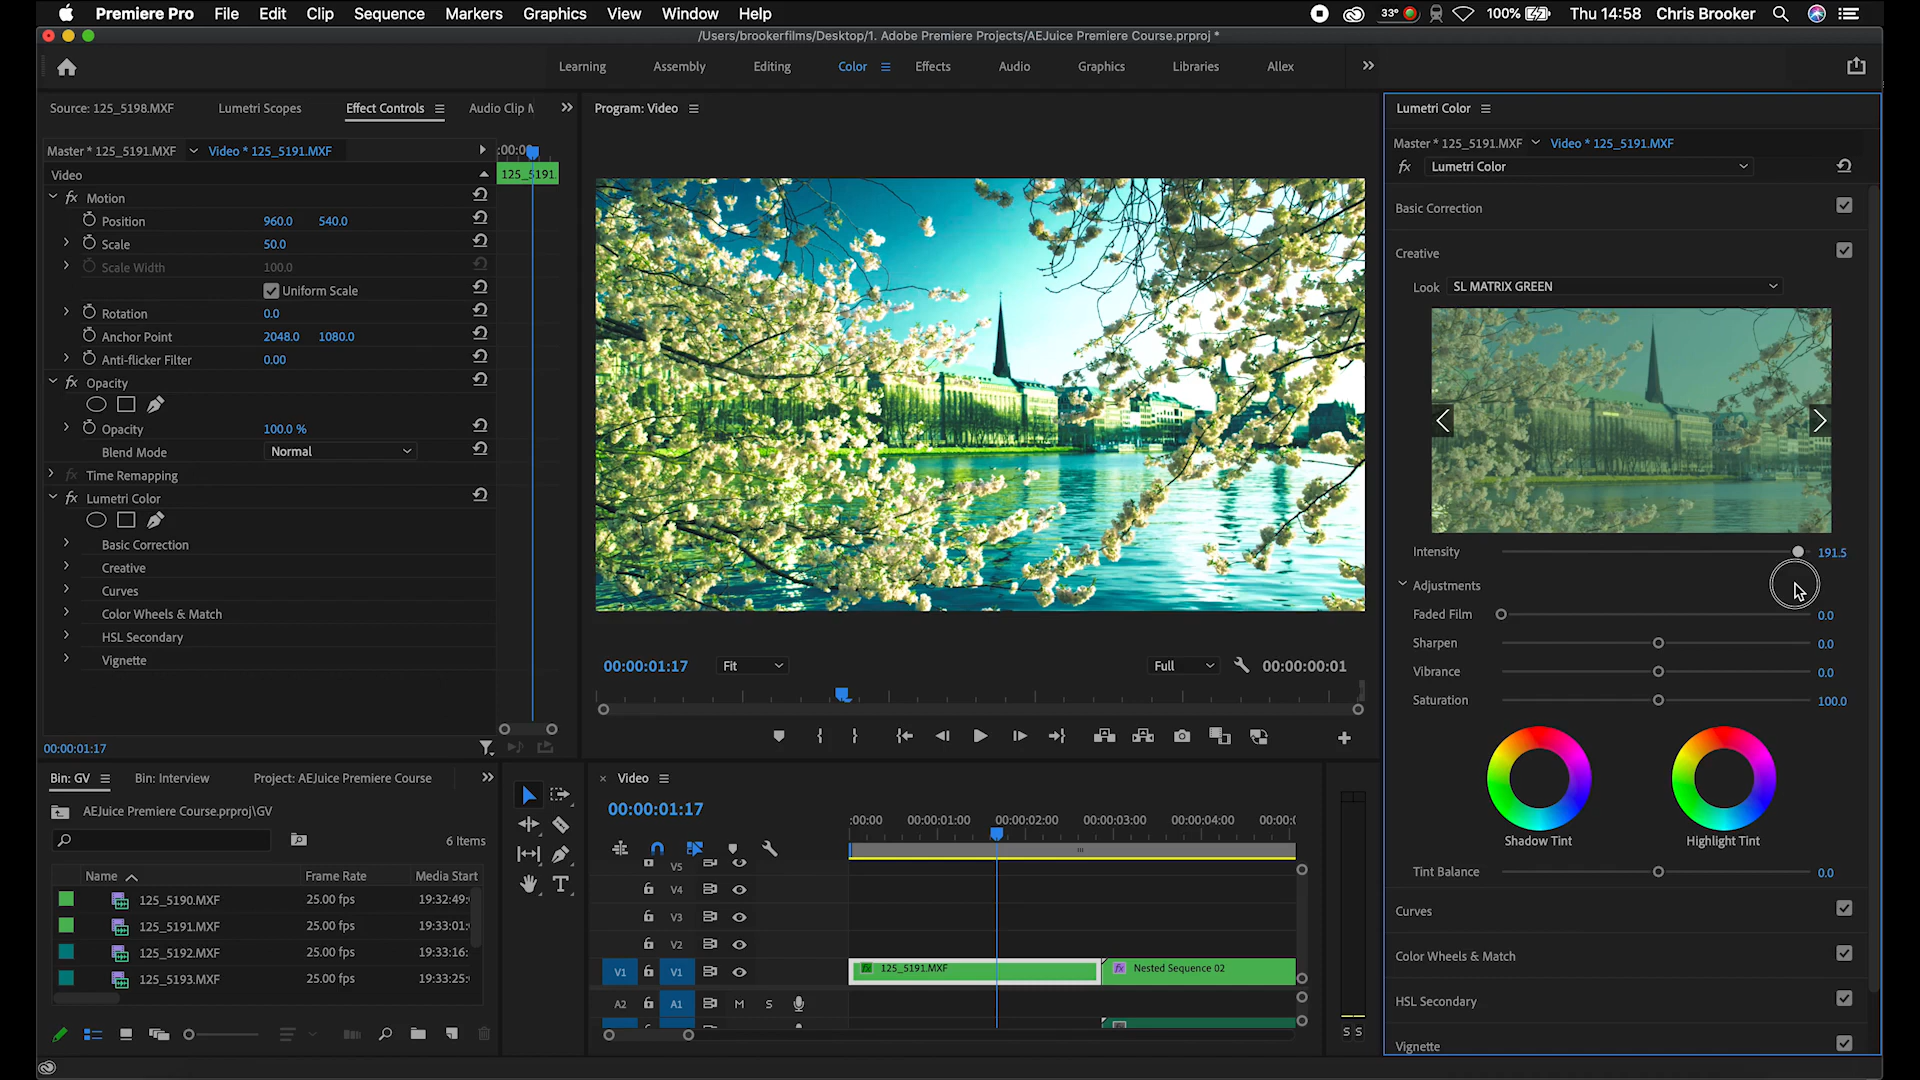 Premiere Pro File Edit Clip Sequence Markers Graphics View Window Help 33° 100% Thu 14:58 Chris Brooker
/Users/brookerfilms/Desktop/1. Adobe Premiere Projects/AEJuice Premiere Course.prproj *
Learning Assembly Editing Color Effects Audio Graphics Libraries Allex
Source: 125_5198.MXF Lumetri Scopes Effect Controls Audio Clip M
Master * 125_5191.MXF Video * 125_5191.MXF :00:00
Video 125_5191.
fx Motion
Position 960.0 540.0
Scale 50.0
Scale Width 100.0
Uniform Scale
Rotation 0.0
Anchor Point 2048.0 1080.0
Anti-flicker Filter 0.00
fx Opacity
Opacity 100.0 %
Blend Mode Normal
fx Time Remapping
fx Lumetri Color
Basic Correction
Creative
Curves
Color Wheels & Match
HSL Secondary
Vignette
00:00:01:17
Program: Video
00:00:01:17 Fit Full 00:00:00:01
Lumetri Color
Master * 125_5191.MXF Video * 125_5191.MXF
fx Lumetri Color
Basic Correction
Creative
Look SL MATRIX GREEN
Intensity 191.5
Adjustments
Faded Film 0.0
Sharpen 0.0
Vibrance 0.0
Saturation 100.0
Shadow Tint Highlight Tint
Tint Balance 0.0
Curves
Color Wheels & Match
HSL Secondary
Vignette
Bin: GV Bin: Interview Project: AEJuice Premiere Course
AEJuice Premiere Course.prproj\GV
6 Items
Name Frame Rate Media Start
125_5190.MXF 25.00 fps 19:32:49:
125_5191.MXF 25.00 fps 19:33:01:
125_5192.MXF 25.00 fps 19:33:16:
125_5193.MXF 25.00 fps 19:33:25:
× Video
00:00:01:17
:00:00 00:00:01:00 00:00:02:00 00:00:03:00 00:00:04:00 00:00:
V5
V4
V3
V2
V1 V1 fx 125_5191.MXF fx Nested Sequence 02
A2 A1 M S
S S